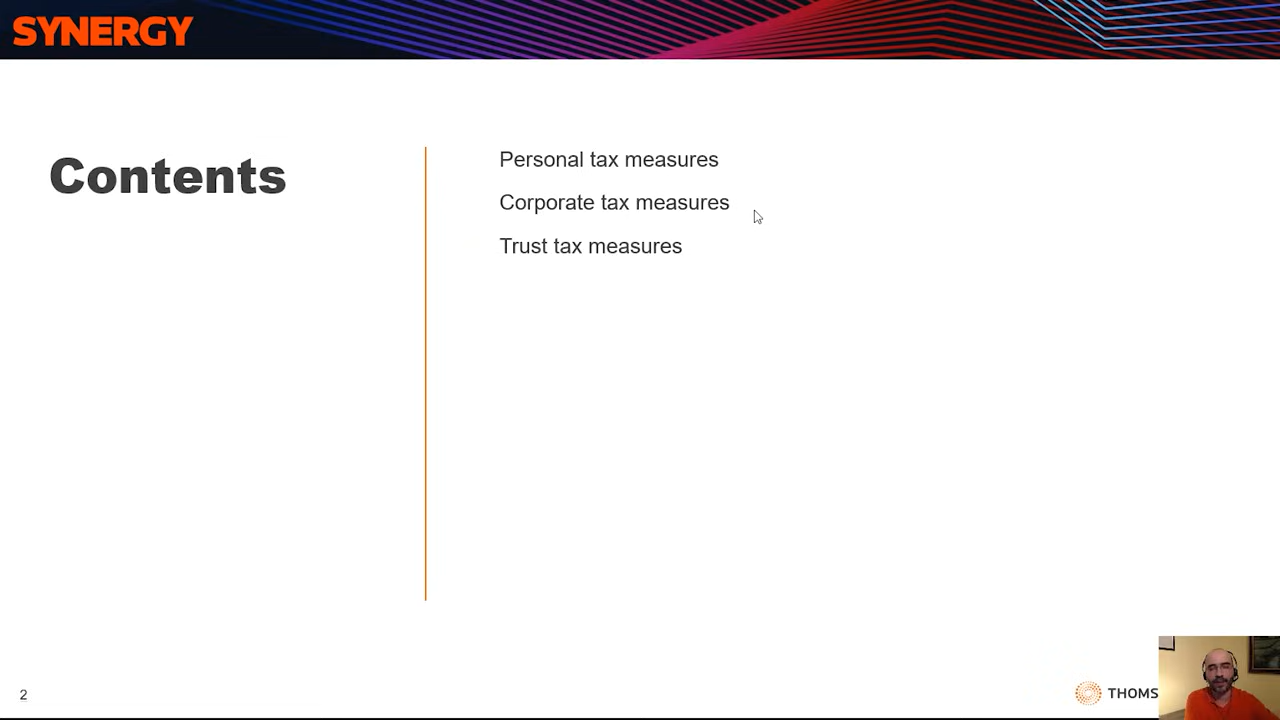 SYNERGY
Contents
Personal tax measures
Corporate tax measures
Trust tax measures
2
THOMS